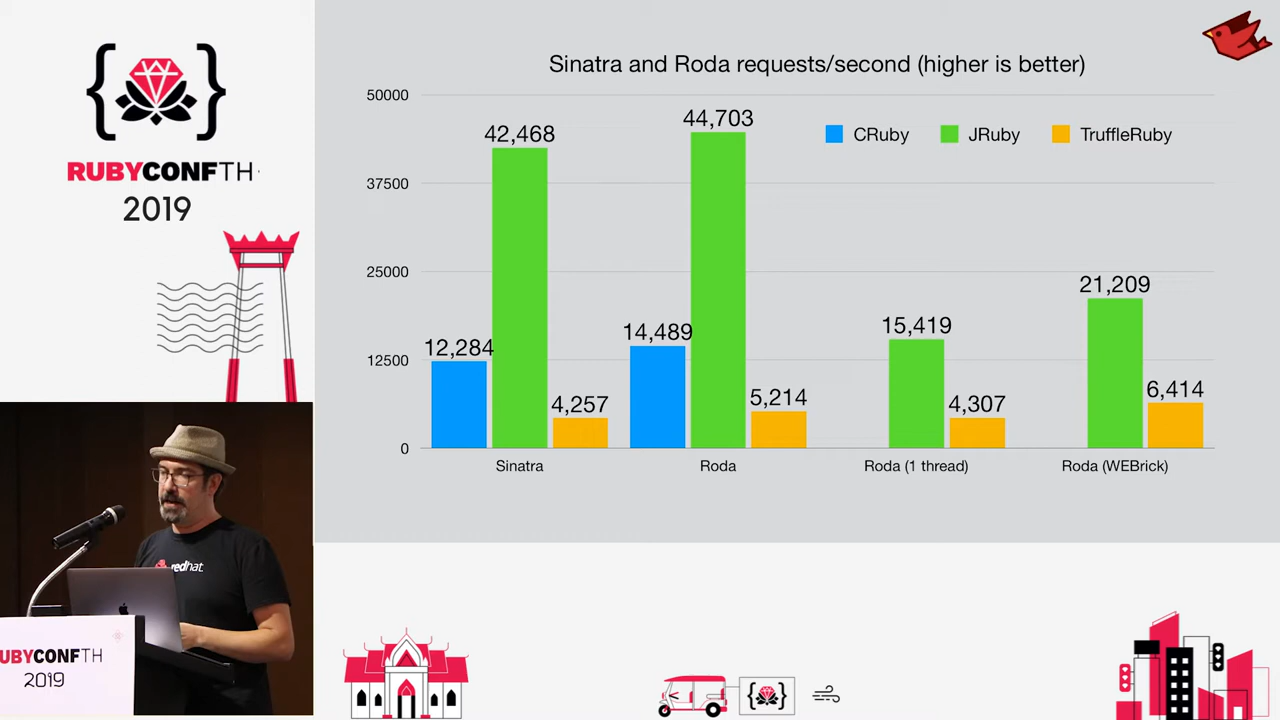 RUBYCONFTH
2019
Sinatra and Roda requests/second (higher is better)
CRuby
JRuby
TruffleRuby
50000
37500
25000
12500
0
12,284
42,468
4,257
14,489
44,703
5,214
15,419
4,307
21,209
6,414
Sinatra
Roda
Roda (1 thread)
Roda (WEBrick)
redhat
UBYCONFTH
2019